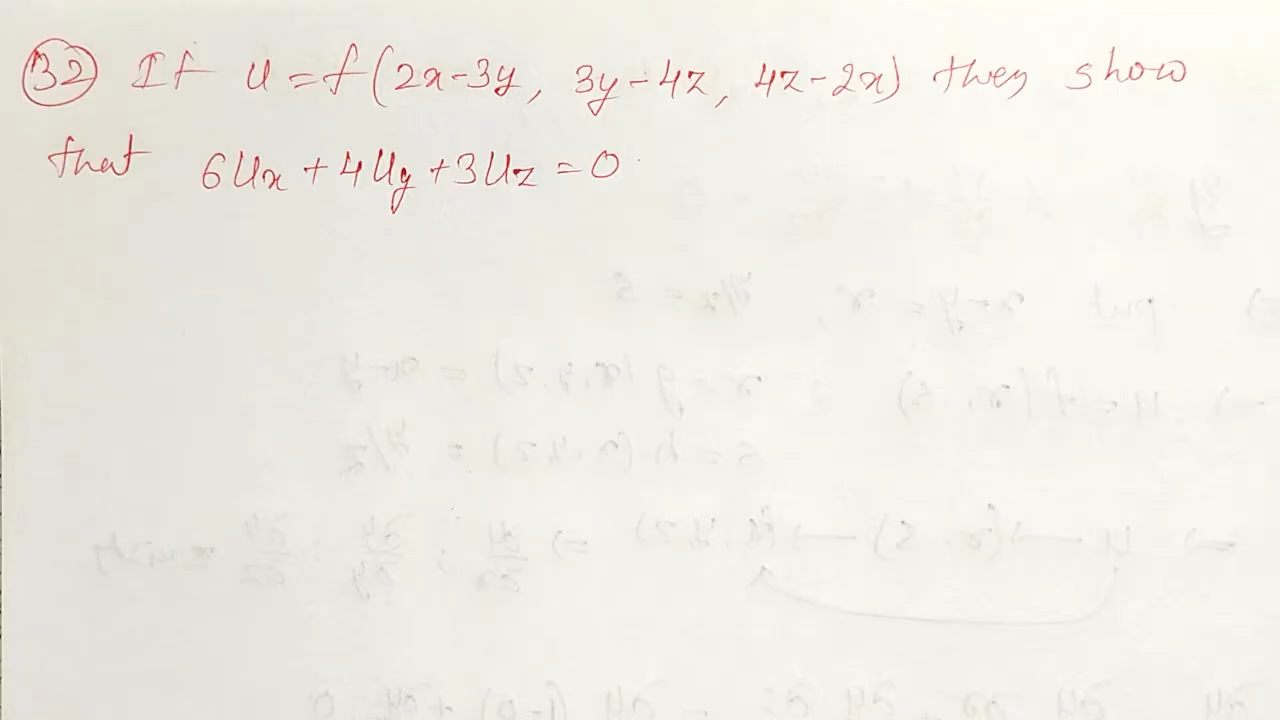 32 If u = f(2x-3y, 3y-4z, 4z-2x) then show
that 6Ux + 4Uy + 3Uz = 0